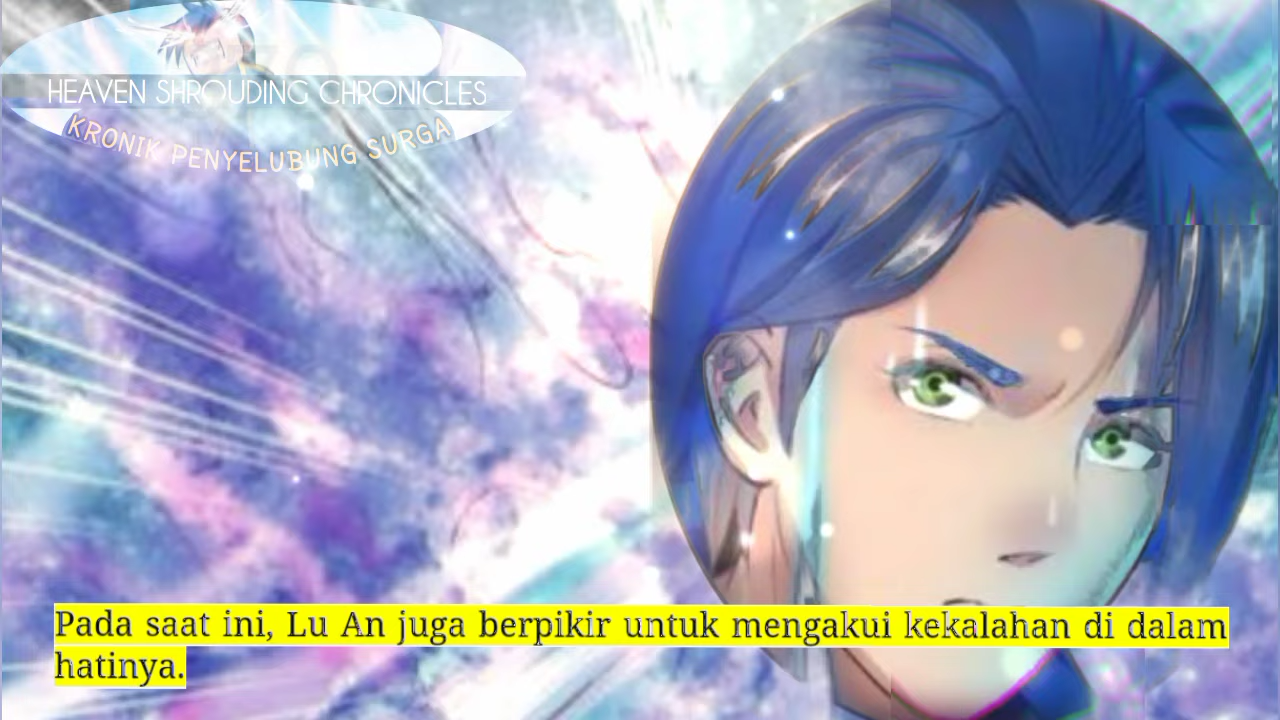 HEAVEN SHROUDING CHRONICLES
KRONIK PENYELUBUNG SURGA
Pada saat ini, Lu An juga berpikir untuk mengakui kekalahan di dalam
hatinya.